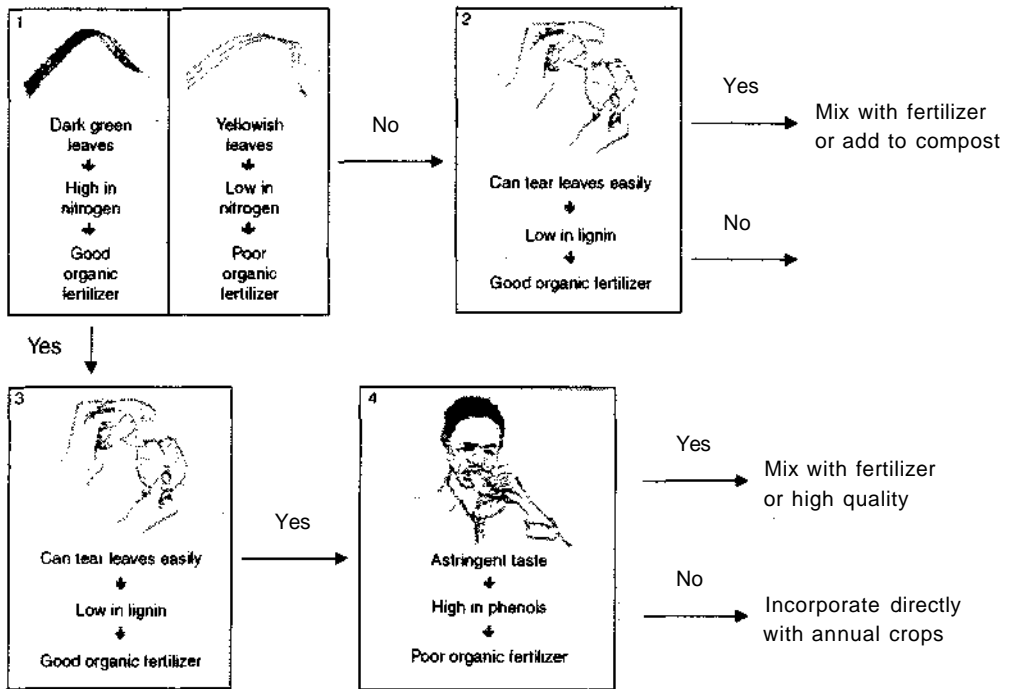 1
Dark green
leaves
High in
nitrogen
Good
organic
fertilizer
Yellowish
leaves
Low in
nitrogen
Poor
organic
fertilizer
No
2
Can tear leaves easily
Low in lignin
Good organic fertilizer
Yes
Mix with fertilizer
or add to compost
No
Yes
3
Can tear leaves easily
Low in lignin
Good organic fertilizer
Yes
4
Astringent taste
High in phenols
Poor organic fertilizer
Yes
Mix with fertilizer
or high quality
No
Incorporate directly
with annual crops